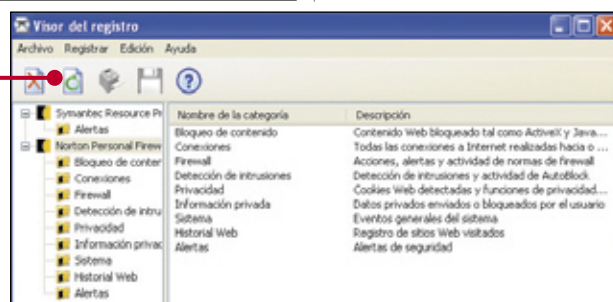 Visor del registro
Archivo Registrar Edición Ayuda
Symantec Resource Pr
Alertas
Norton Personal Firew
Bloqueo de conter
Conexiones
Firewall
Detección de intru
Privacidad
Información privac
Sistema
Historial Web
Alertas
Nombre de la categoría Descripción
Bloqueo de contenido Contenido Web bloqueado tal como ActiveX y Java...
Conexiones Todas las conexiones a Internet realizadas hacia o ...
Firewall Acciones, alertas y actividad de normas de firewall
Detección de intrusiones Detección de intrusiones y actividad de AutoBlock
Privacidad Cookies Web detectadas y funciones de privacidad...
Información privada Datos privados enviados o bloqueados por el usuario
Sistema Eventos generales del sistema
Historial Web Registro de sitios Web visitados
Alertas Alertas de seguridad